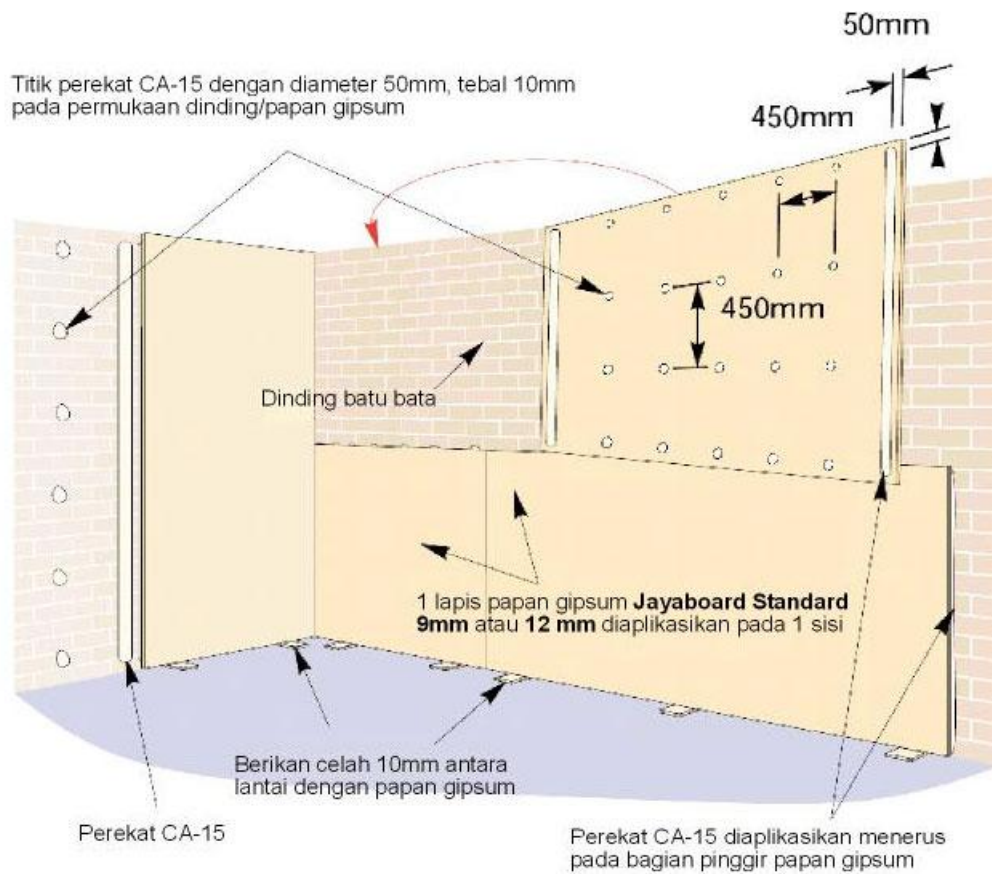 50mm
Titik perekat CA-15 dengan diameter 50mm, tebal 10mm
pada permukaan dinding/papan gipsum
450mm
450mm
Dinding batu bata
1 lapis papan gipsum Jayaboard Standard
9mm atau 12 mm diaplikasikan pada 1 sisi
Berikan celah 10mm antara
lantai dengan papan gipsum
Perekat CA-15
Perekat CA-15 diaplikasikan menerus
pada bagian pinggir papan gipsum